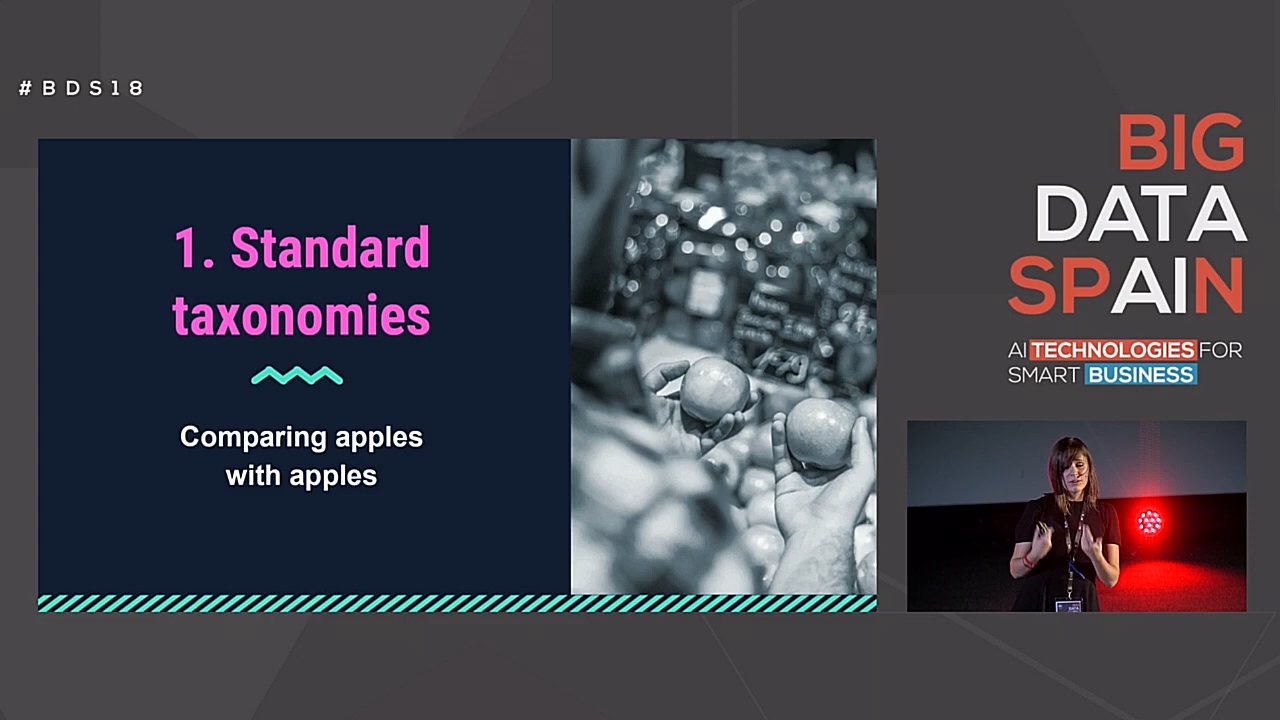 #BDS18
1. Standard
taxonomies
Comparing apples
with apples
BIG
DATA
SPAIN
AI TECHNOLOGIES FOR
SMART BUSINESS